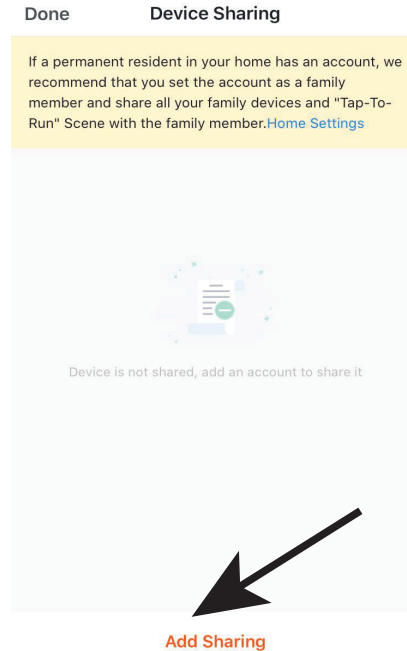 Done Device Sharing
If a permanent resident in your home has an account, we
recommend that you set the account as a family
member and share all your family devices and "Tap-To-
Run" Scene with the family member.Home Settings
Device is not shared, add an account to share it
Add Sharing